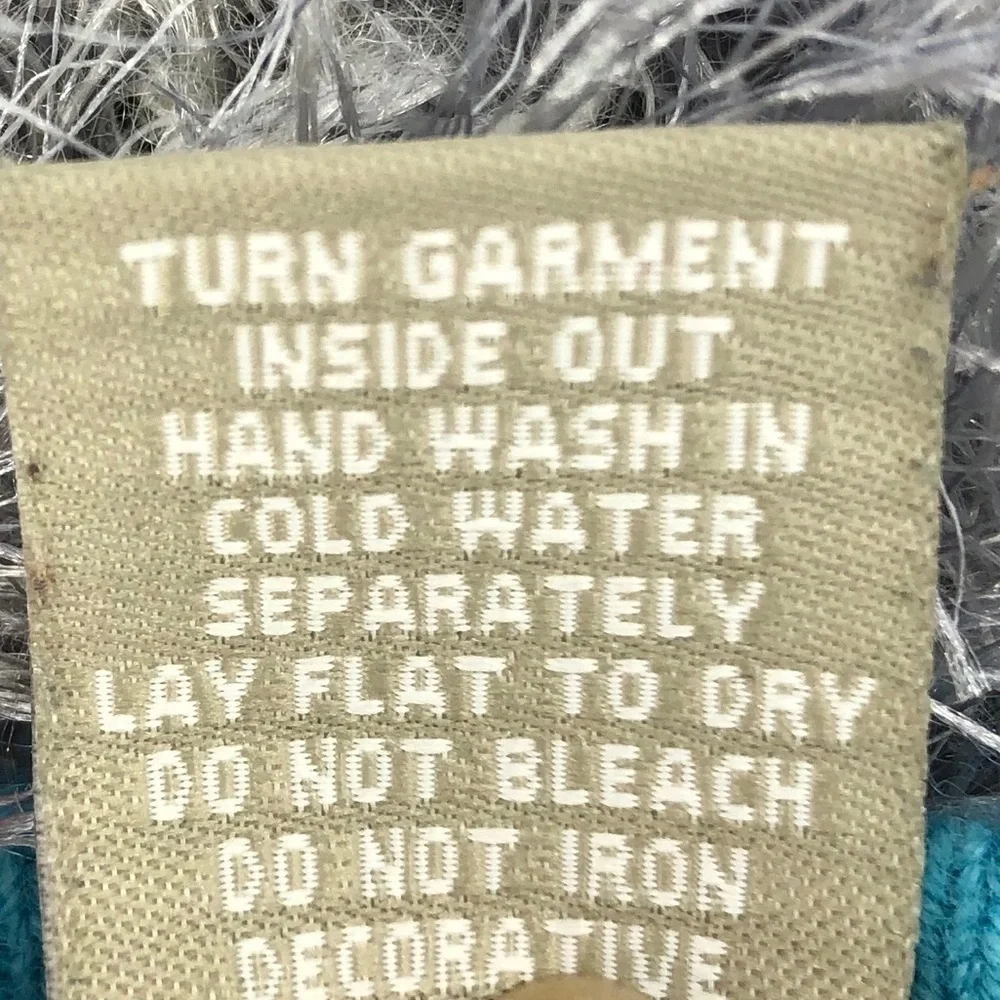 TURN GARMENT
INSIDE OUT
HAND WASH IN
COLD WATER
SEPARATELY
LAY FLAT TO DRY
DO NOT BLEACH
DO NOT IRON
DECORATIVE